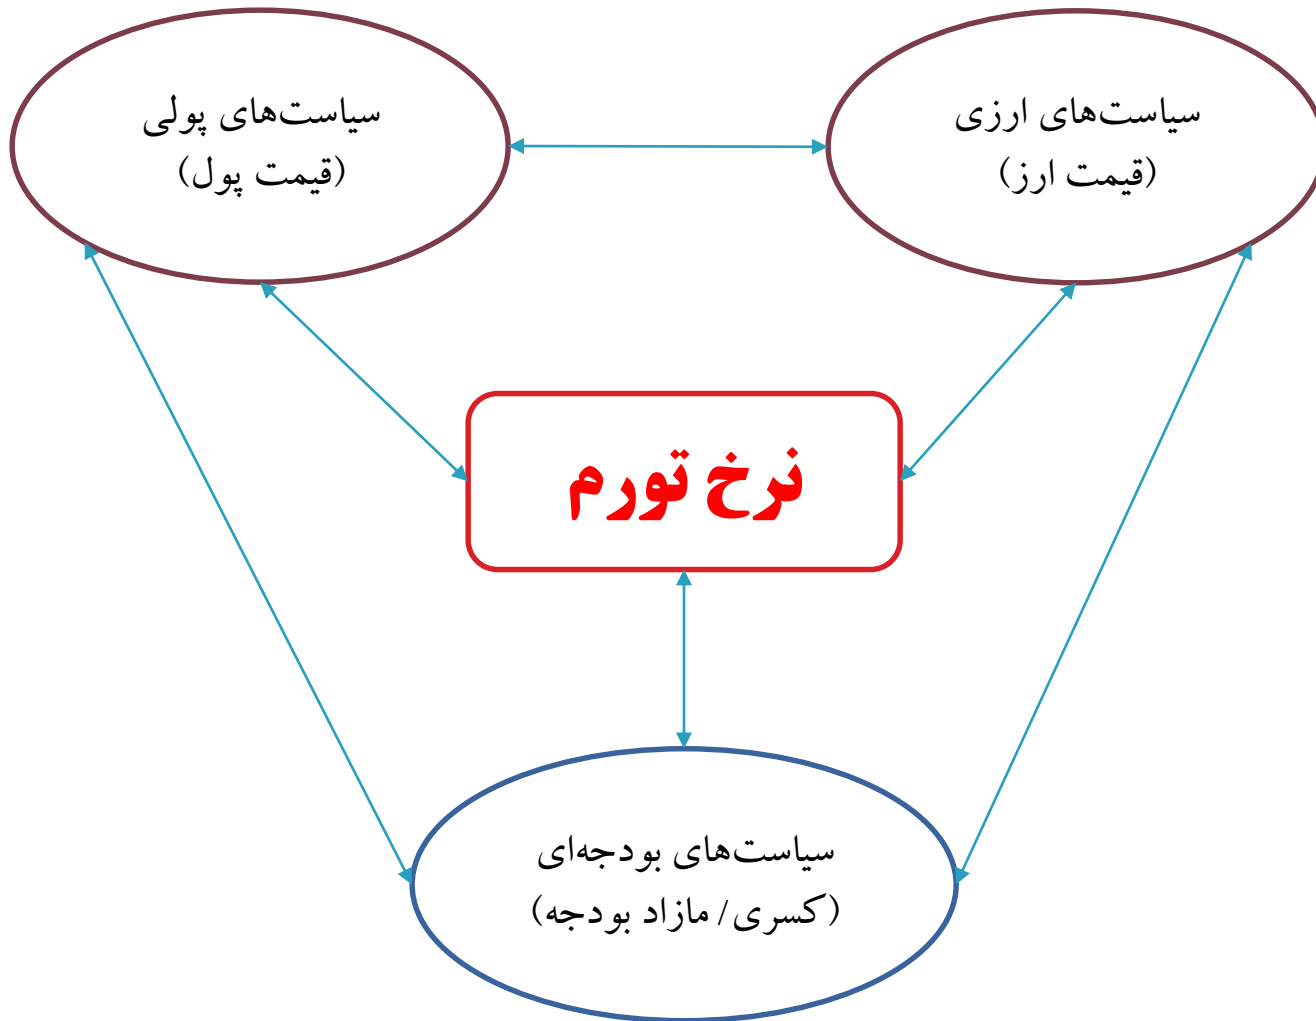 سیاست‌های ارزی
(قیمت ارز)
سیاست‌های پولی
(قیمت پول)
نرخ تورم
سیاست‌های بودجه‌ای
(کسری/ مازاد بودجه)